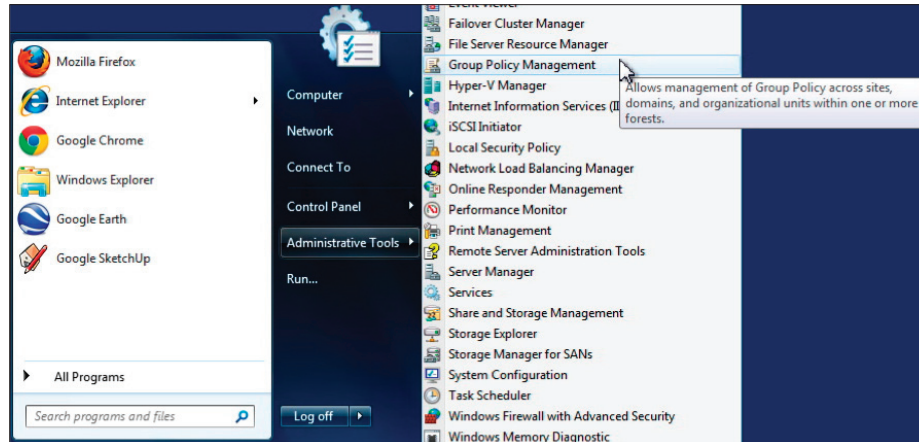 Mozilla Firefox
Internet Explorer
Google Chrome
Windows Explorer
Google Earth
Google SketchUp
All Programs
Search programs and files
Computer
Network
Connect To
Control Panel
Administrative Tools
Run...
Log off
Event Viewer
Failover Cluster Manager
File Server Resource Manager
Group Policy Management
Hyper-V Manager
Internet Information Services (I
iSCSI Initiator
Local Security Policy
Network Load Balancing Manager
Online Responder Management
Performance Monitor
Print Management
Remote Server Administration Tools
Server Manager
Services
Share and Storage Management
Storage Explorer
Storage Manager for SANs
System Configuration
Task Scheduler
Windows Firewall with Advanced Security
Windows Memory Diagnostic
Allows management of Group Policy across sites,
domains, and organizational units within one or more
forests.